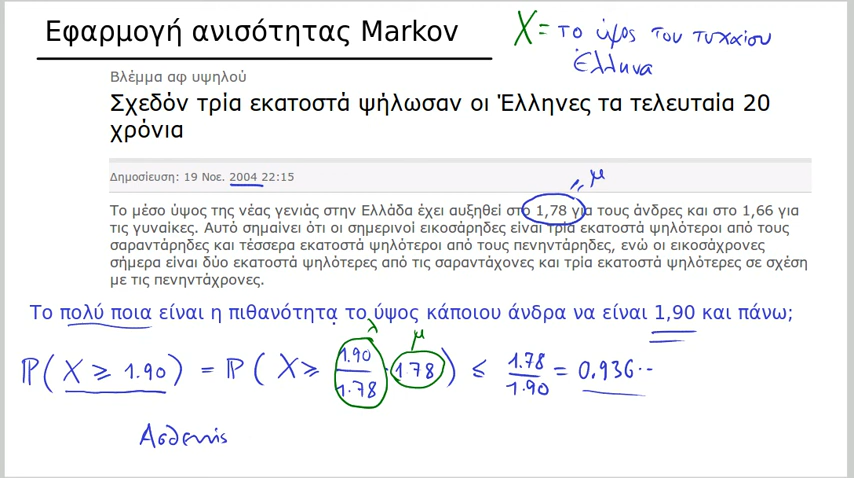 Εφαρμογή ανισότητας Markov
X = το ύψος του τυχαίου
Έλληνα
Βλέμμα αφ υψηλού
Σχεδόν τρία εκατοστά ψήλωσαν οι Έλληνες τα τελευταία 20
χρόνια
Δημοσίευση: 19 Νοε. 2004 22:15
= μ
Το μέσο ύψος της νέας γενιάς στην Ελλάδα έχει αυξηθεί στο 1,78 για τους άνδρες και στο 1,66 για
τις γυναίκες. Αυτό σημαίνει ότι οι σημερινοί εικοσάρηδες είναι τρία εκατοστά ψηλότεροι από τους
σαραντάρηδες και τέσσερα εκατοστά ψηλότεροι από τους πενηντάρηδες, ενώ οι εικοσάχρονες
σήμερα είναι δύο εκατοστά ψηλότερες από τις σαραντάχονες και τρία εκατοστά ψηλότερες σε σχέση
με τις πενηντάχρονες.
Το πολύ ποια είναι η πιθανότητα το ύψος κάποιου άνδρα να είναι 1,90 και πάνω;
λ μ
ℙ( X ≥ 1.90 ) = ℙ ( X ≥ 1.90/1.78 · 1.78 ) ≤ 1.78/1.90 = 0.936...
Ασθενής